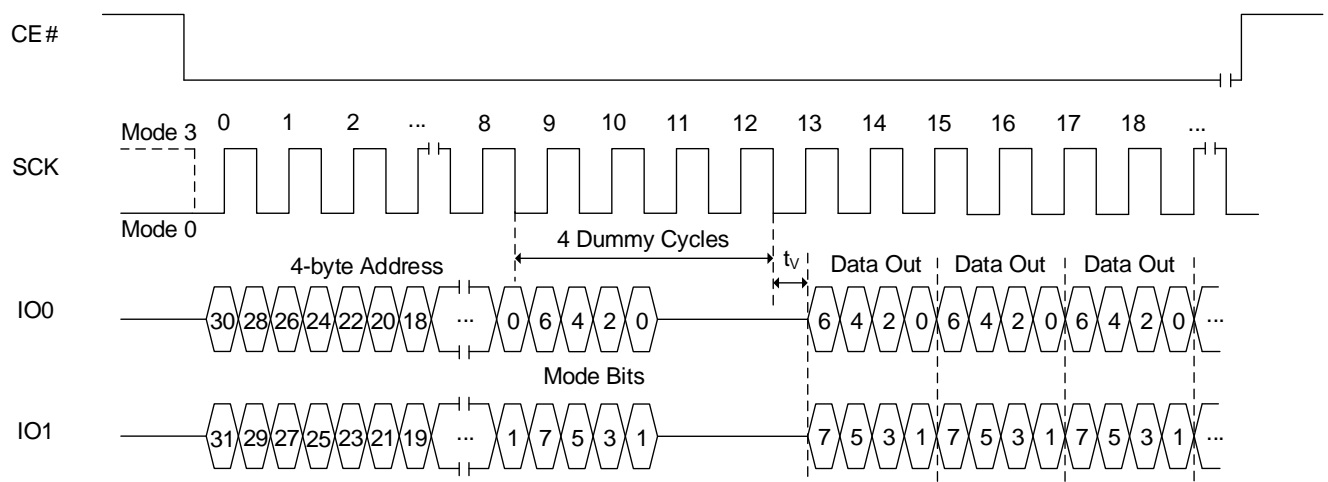 CE#
0 1 2 ... 8 9 10 11 12 13 14 15 16 17 18 ...
Mode 3
SCK
Mode 0
4 Dummy Cycles
4-byte Address
tV
Data Out Data Out Data Out
IO0
30 28 26 24 22 20 18 ... 0 6 4 2 0 6 4 2 0 6 4 2 0 6 4 2 0 ...
Mode Bits
IO1
31 29 27 25 23 21 19 ... 1 7 5 3 1 7 5 3 1 7 5 3 1 7 5 3 1 ...